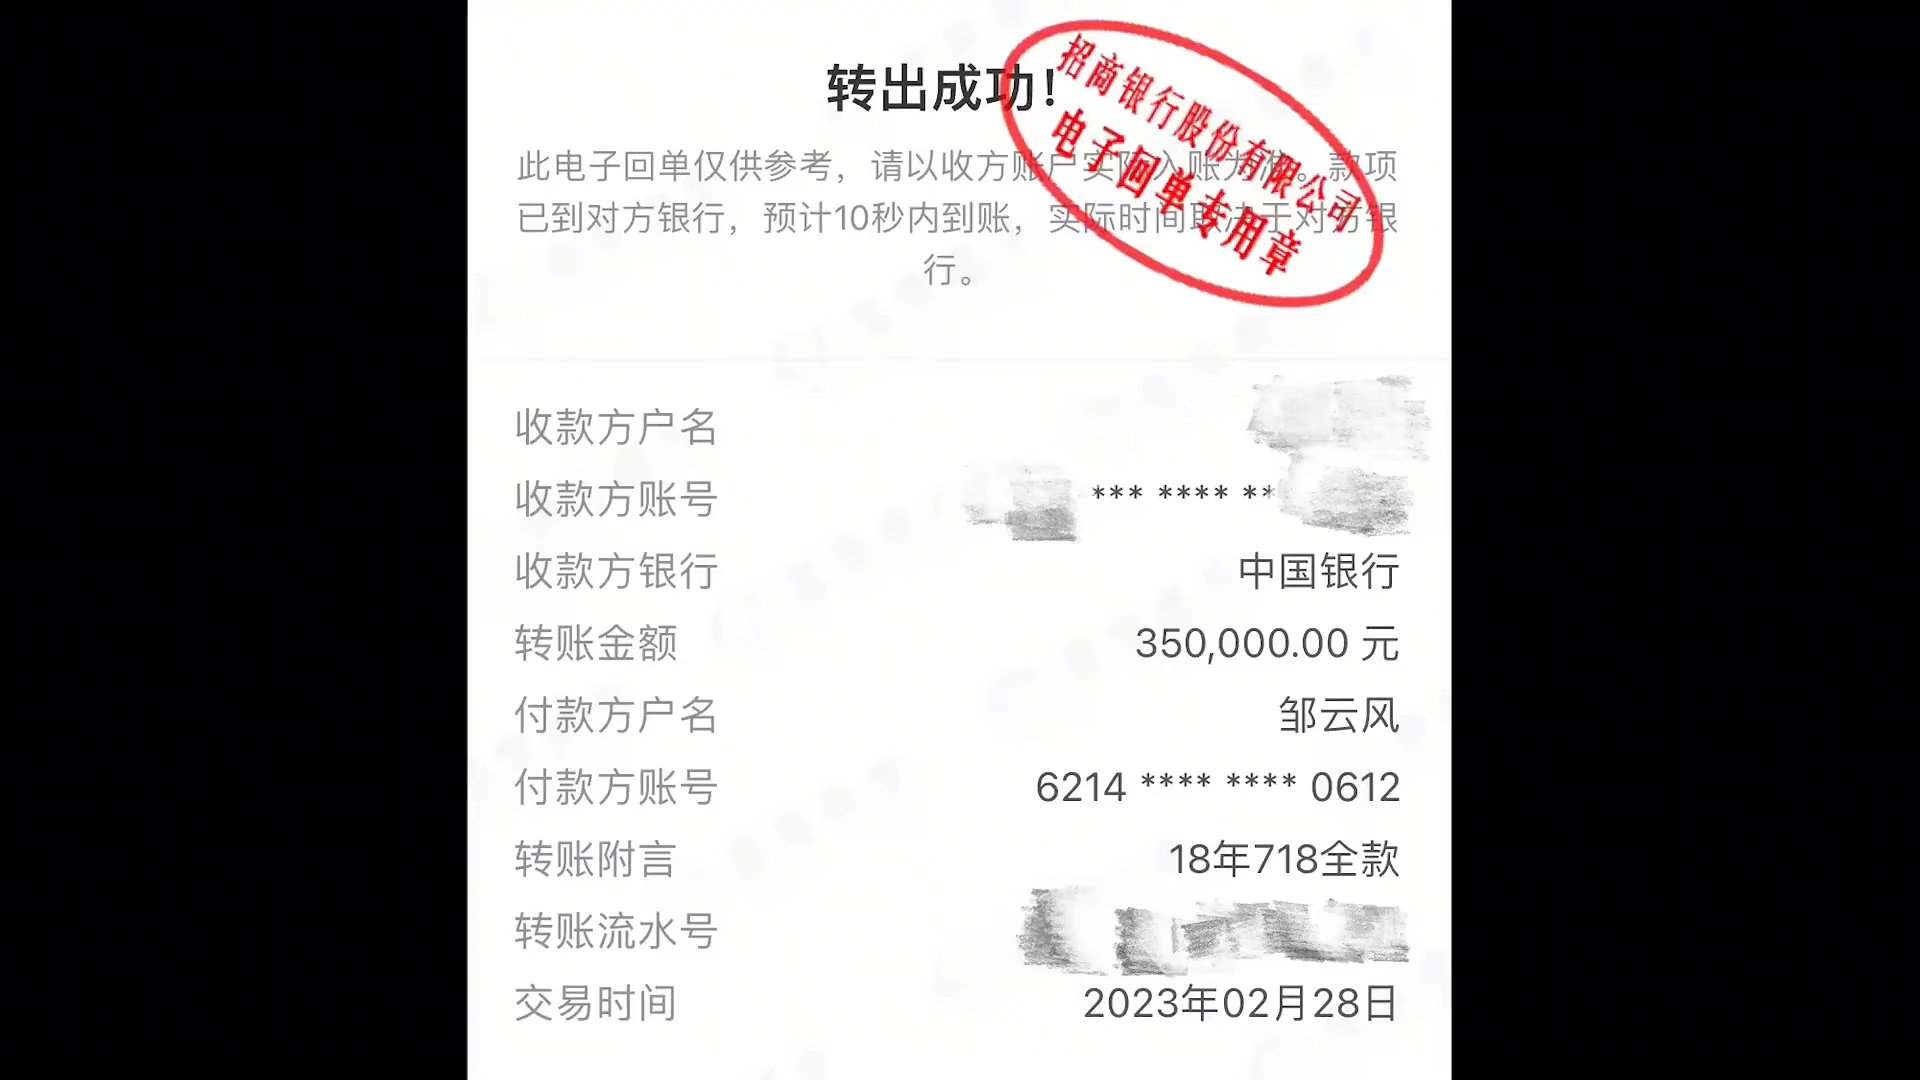 转出成功！
招商银行股份有限公司
电子回单专用章
此电子回单仅供参考，请以收方账户实际入账为准。款项
已到对方银行，预计10秒内到账，实际时间取决于对方银
行。
收款方户名
收款方账号 *** **** **
收款方银行 中国银行
转账金额 350,000.00 元
付款方户名 邹云风
付款方账号 6214 **** **** 0612
转账附言 18年718全款
转账流水号
交易时间 2023年02月28日